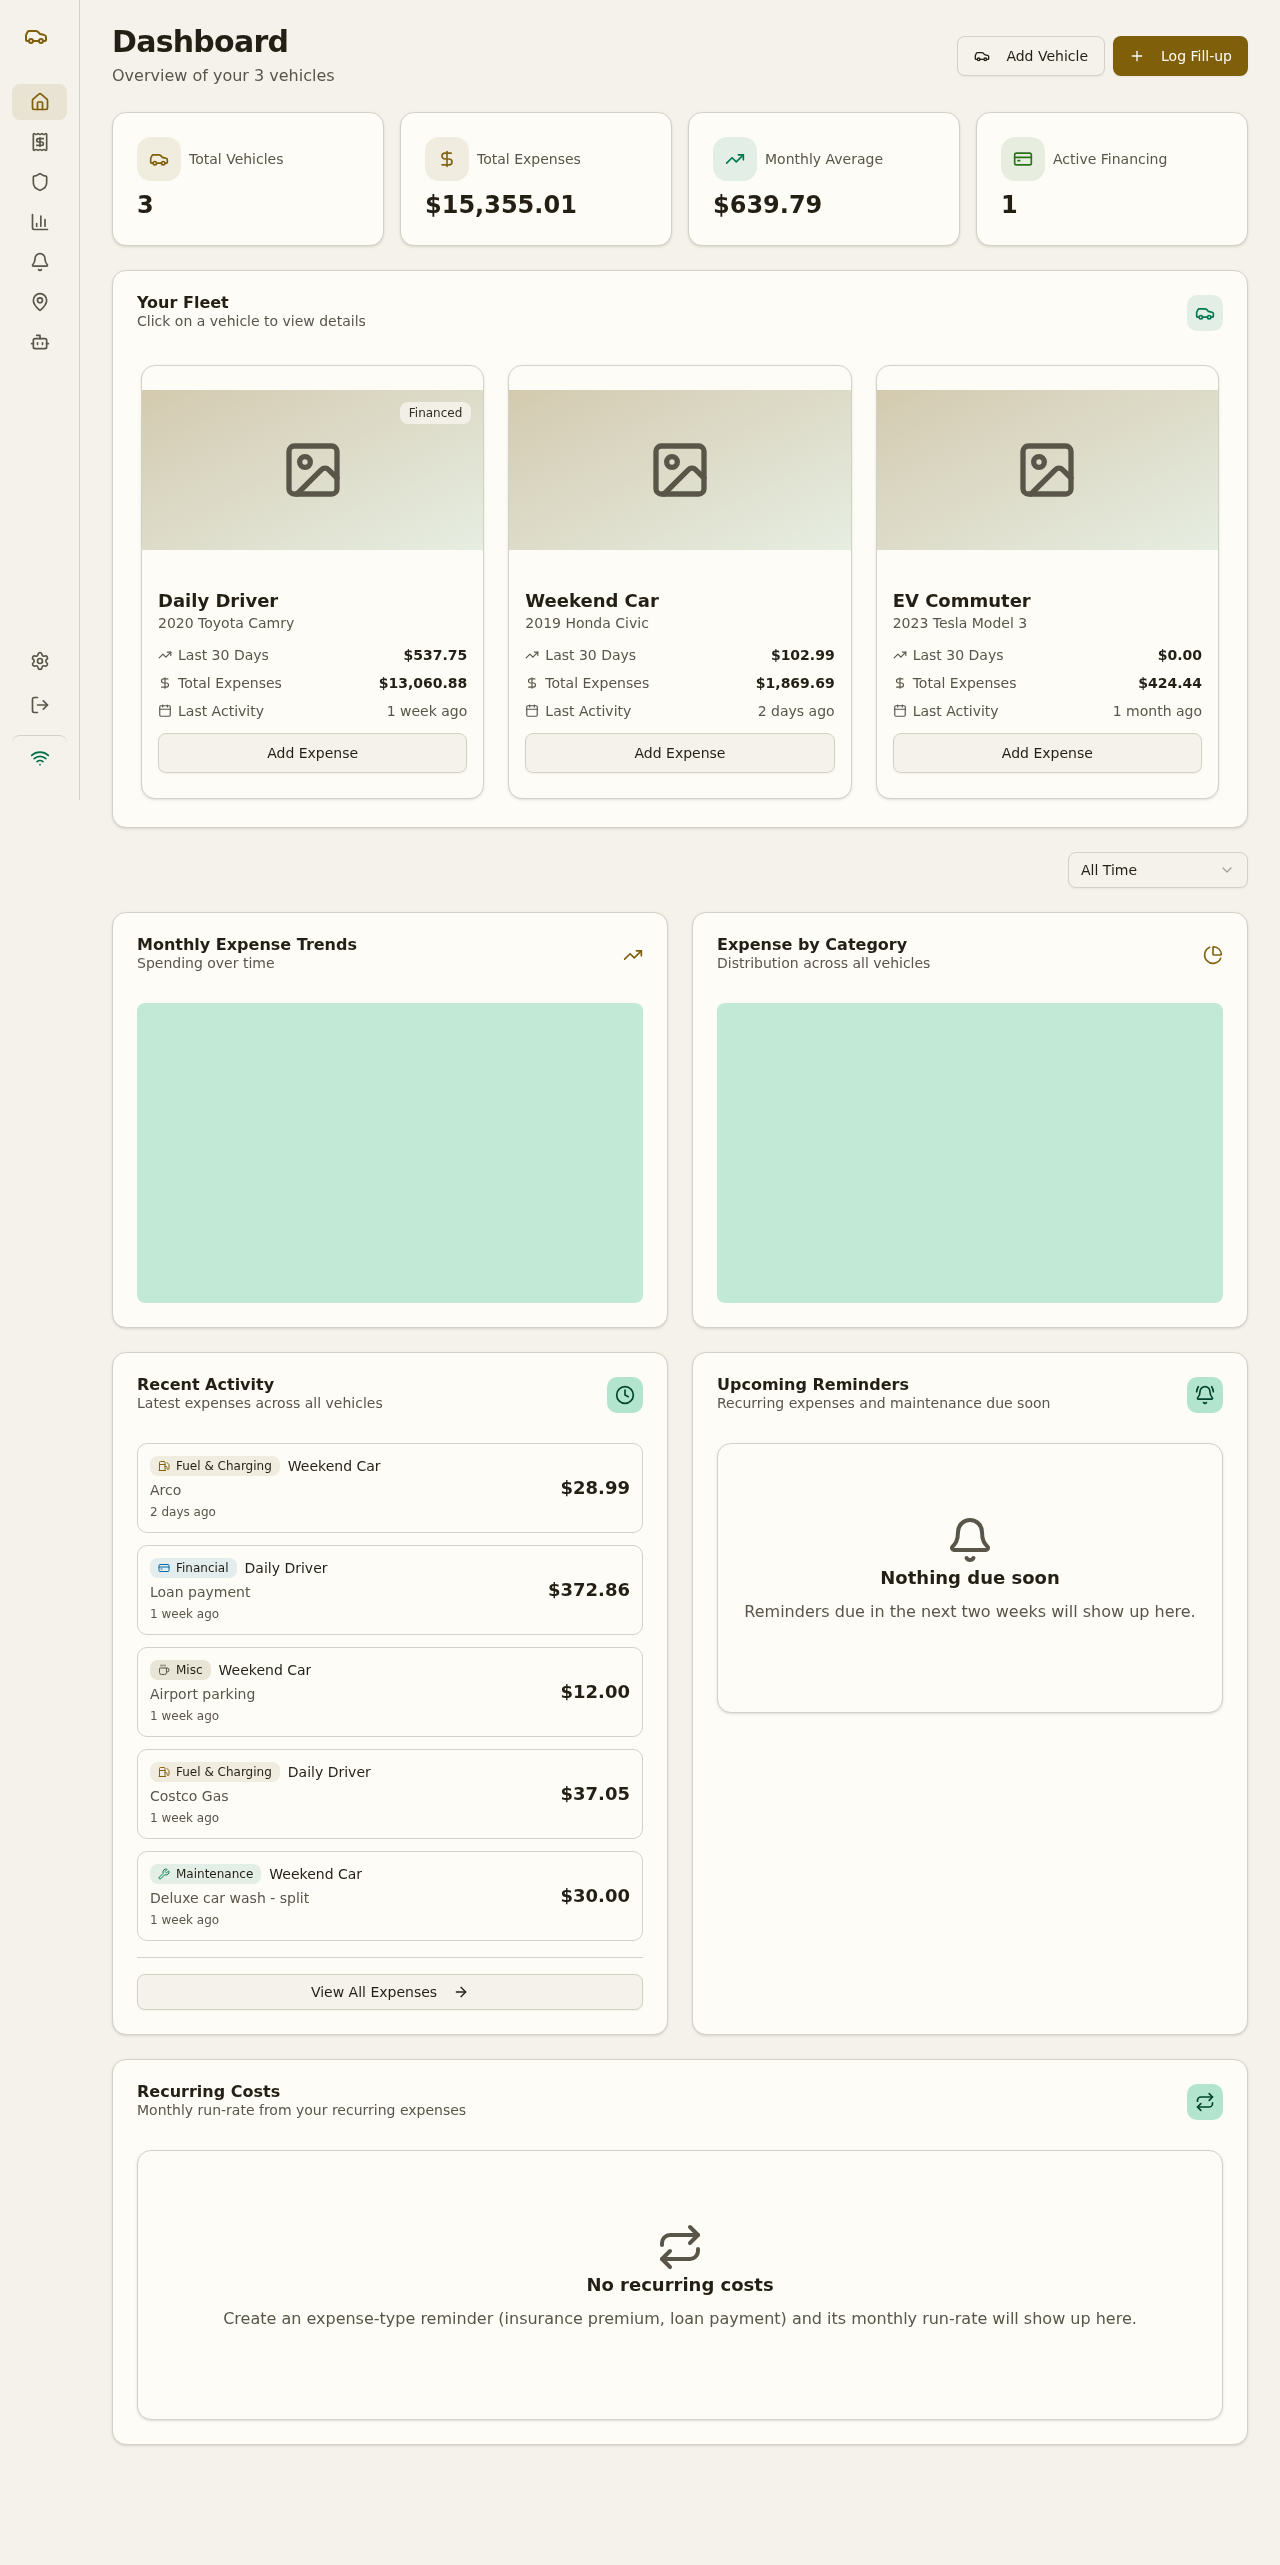 Dashboard
Overview of your 3 vehicles
Add Vehicle
Log Fill-up
Total Vehicles
3
Total Expenses
$15,355.01
Monthly Average
$639.79
Active Financing
1
Your Fleet
Click on a vehicle to view details
Financed
Daily Driver
2020 Toyota Camry
Last 30 Days $537.75
Total Expenses $13,060.88
Last Activity 1 week ago
Add Expense
Weekend Car
2019 Honda Civic
Last 30 Days $102.99
Total Expenses $1,869.69
Last Activity 2 days ago
Add Expense
EV Commuter
2023 Tesla Model 3
Last 30 Days $0.00
Total Expenses $424.44
Last Activity 1 month ago
Add Expense
All Time
Monthly Expense Trends
Spending over time
Expense by Category
Distribution across all vehicles
Recent Activity
Latest expenses across all vehicles
Fuel & Charging Weekend Car
Arco
2 days ago
$28.99
Financial Daily Driver
Loan payment
1 week ago
$372.86
Misc Weekend Car
Airport parking
1 week ago
$12.00
Fuel & Charging Daily Driver
Costco Gas
1 week ago
$37.05
Maintenance Weekend Car
Deluxe car wash - split
1 week ago
$30.00
View All Expenses
Upcoming Reminders
Recurring expenses and maintenance due soon
Nothing due soon
Reminders due in the next two weeks will show up here.
Recurring Costs
Monthly run-rate from your recurring expenses
No recurring costs
Create an expense-type reminder (insurance premium, loan payment) and its monthly run-rate will show up here.